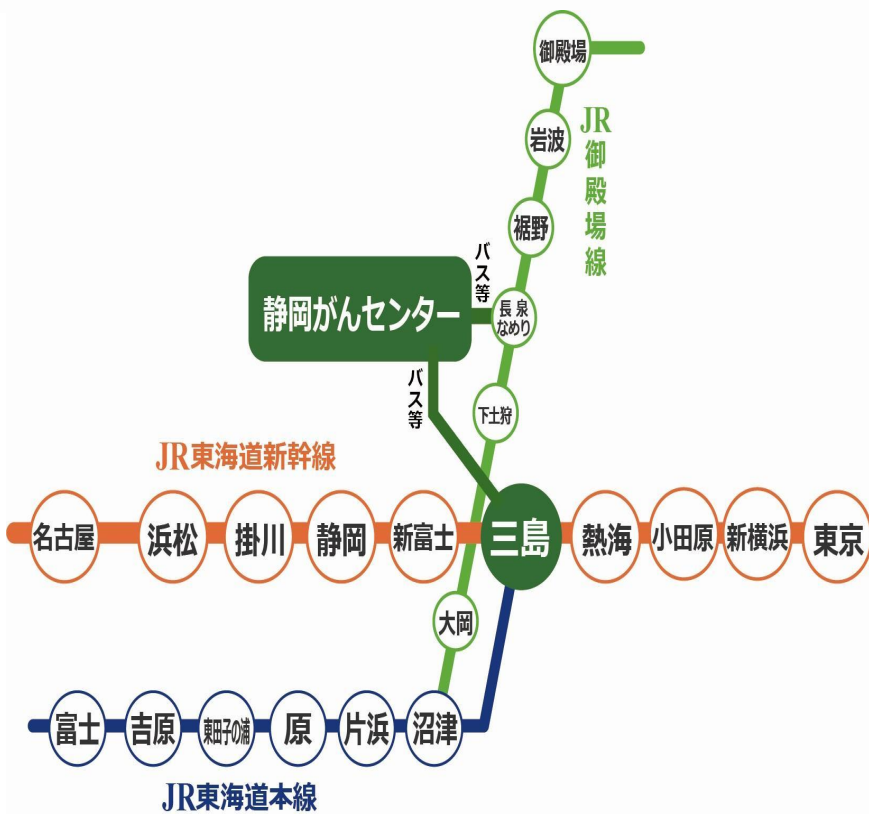 御殿場
JR御殿場線
岩波
裾野
バス等
静岡がんセンター
長泉
なめり
バス等
下土狩
JR東海道新幹線
名古屋
浜松
掛川
静岡
新富士
三島
熱海
小田原
新横浜
東京
大岡
富士
吉原
東田子の浦
原
片浜
沼津
JR東海道本線